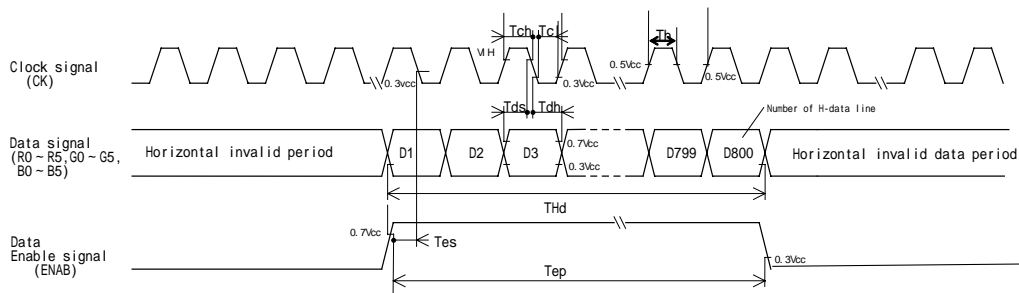 Tch Tcl
VIH
Th
Clock signal
(CK)
0.3vcc
0.3Vcc
0.5Vcc
0.5Vcc
Tds Tdh
Number of H-data line
Data signal
(R0~R5,G0~G5,
B0~B5)
Horizontal invalid period
D1
D2
D3
0.7Vcc
0.3Vcc
D799
D800
Horizontal invalid data period
THd
Data
Enable signal
(ENAB)
0.7Vcc
Tes
Tep
0.3Vcc